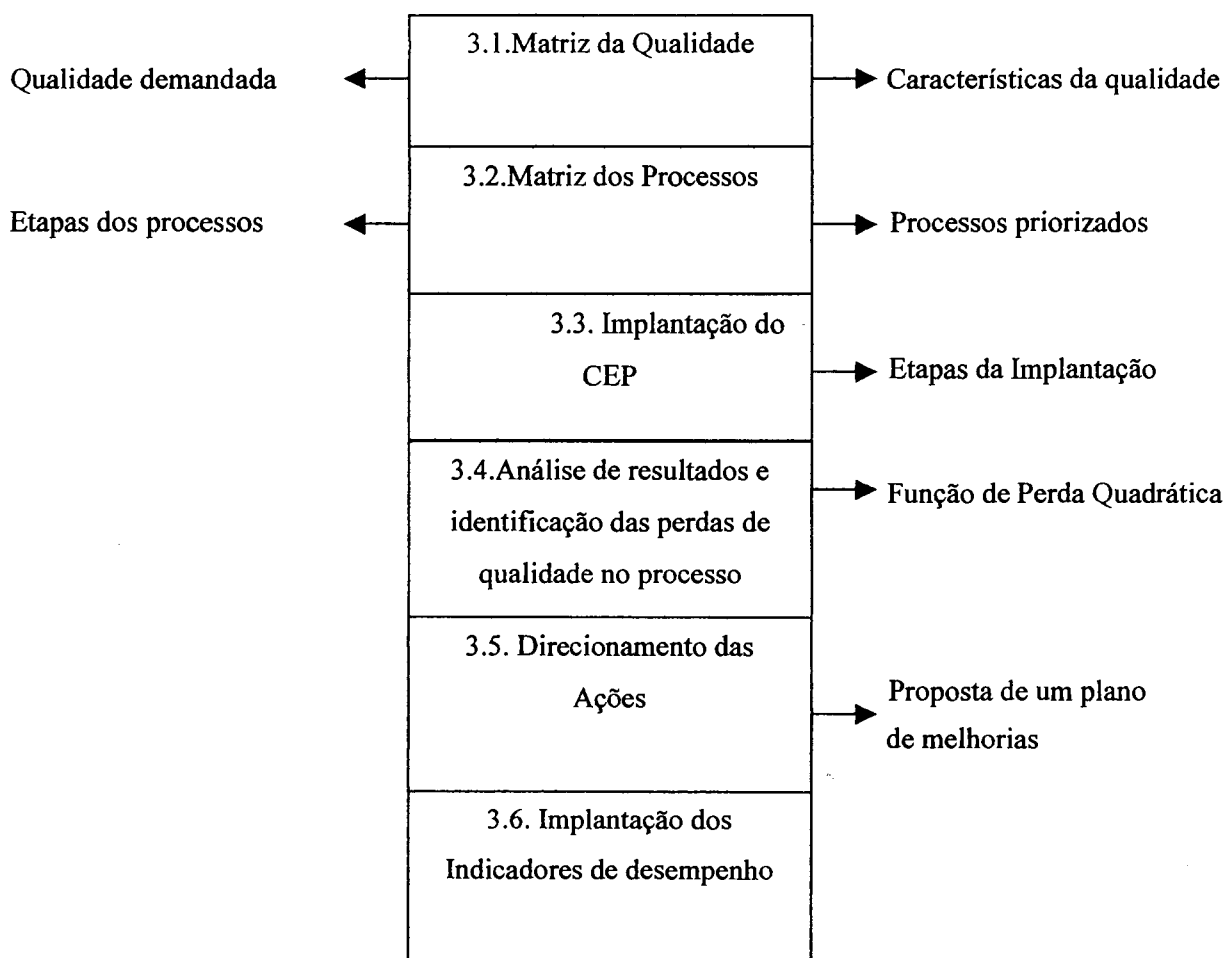 3.1.Matriz da Qualidade
Qualidade demandada
Características da qualidade
3.2.Matriz dos Processos
Etapas dos processos
Processos priorizados
3.3. Implantação do
CEP
Etapas da Implantação
3.4.Análise de resultados e
identificação das perdas de
qualidade no processo
Função de Perda Quadrática
3.5. Direcionamento das
Ações
Proposta de um plano
de melhorias
3.6. Implantação dos
Indicadores de desempenho